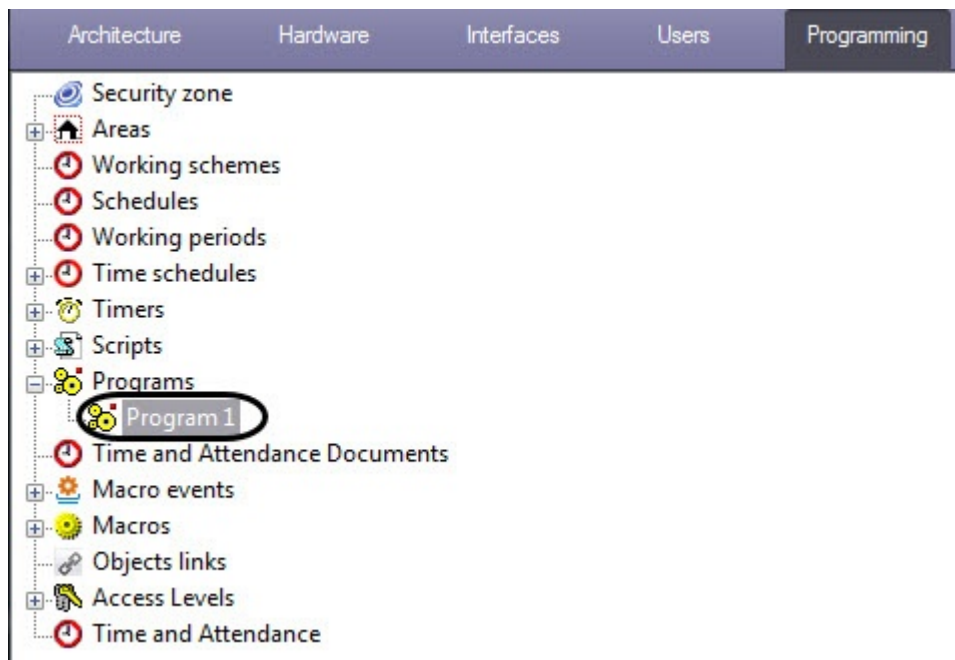 Architecture Hardware Interfaces Users Programming
Security zone
Areas
Working schemes
Schedules
Working periods
Time schedules
Timers
Scripts
Programs
Program 1
Time and Attendance Documents
Macro events
Macros
Objects links
Access Levels
Time and Attendance